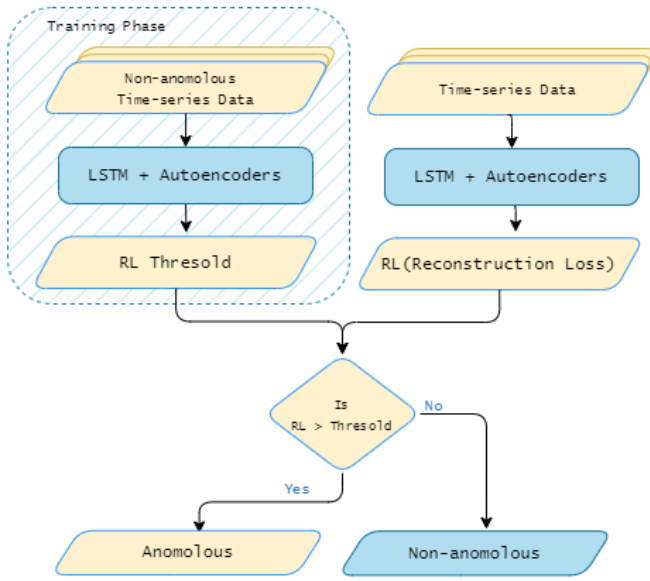 Training Phase
Non-anomolous
Time-series Data
Time-series Data
LSTM + Autoencoders
LSTM + Autoencoders
RL Thresold
RL(Reconstruction Loss)
Is
RL > Thresold
No
Yes
Anomolous
Non-anomolous